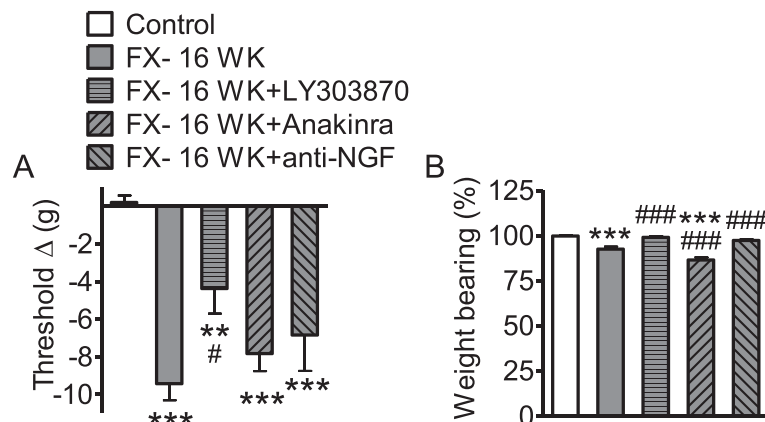 Control
FX- 16 WK
FX- 16 WK+LY303870
FX- 16 WK+Anakinra
FX- 16 WK+anti-NGF
A
Threshold Δ (g)
-2
-4
-6
-8
-10
***
**
#
***
***
B
Weight bearing (%)
125
100
75
50
25
0
***
###
***
###
###